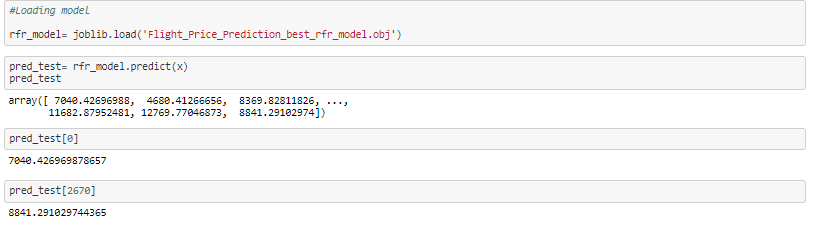 #Loading model
rfr_model= joblib.load('Flight_Price_Prediction_best_rfr_model.obj')
pred_test= rfr_model.predict(x)
pred_test
array([ 7040.42696988,  4680.41266656,  8369.82811826, ...,
       11682.87952481, 12769.77046873,  8841.29102974])
pred_test[0]
7040.426969878657
pred_test[2670]
8841.291029744365